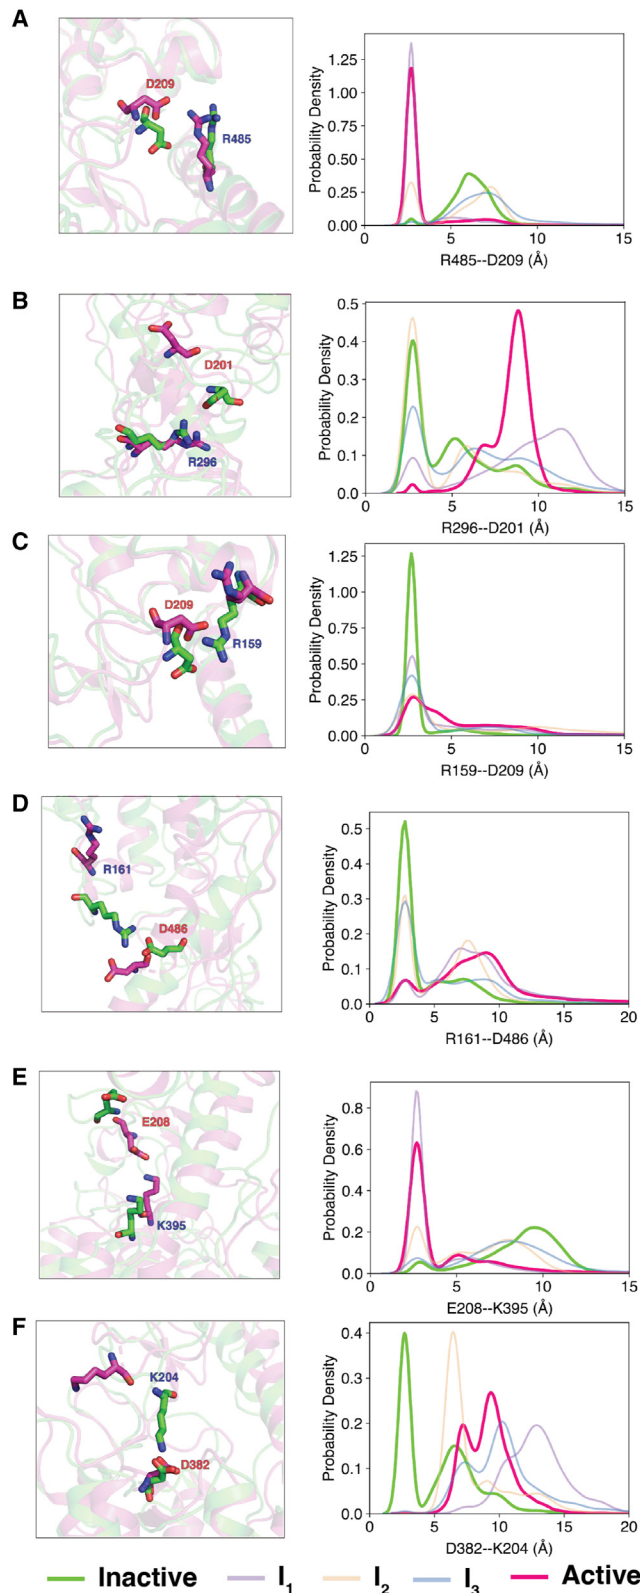 A
D209
R485
Probability Density
1.25
1.00
0.75
0.50
0.25
0.00
0 5 10 15
R485--D209 (Å)
B
D201
R296
Probability Density
0.5
0.4
0.3
0.2
0.1
0.0
0 5 10 15
R296--D201 (Å)
C
D209
R159
Probability Density
1.25
1.00
0.75
0.50
0.25
0.00
0 5 10 15
R159--D209 (Å)
D
R161
D486
Probability Density
0.5
0.4
0.3
0.2
0.1
0.0
0 5 10 15 20
R161--D486 (Å)
E
E208
K395
Probability Density
0.8
0.6
0.4
0.2
0.0
0 5 10 15
E208--K395 (Å)
F
K204
D382
Probability Density
0.4
0.3
0.2
0.1
0.0
0 5 10 15 20
D382--K204 (Å)
Inactive I₁ I₂ I₃ Active